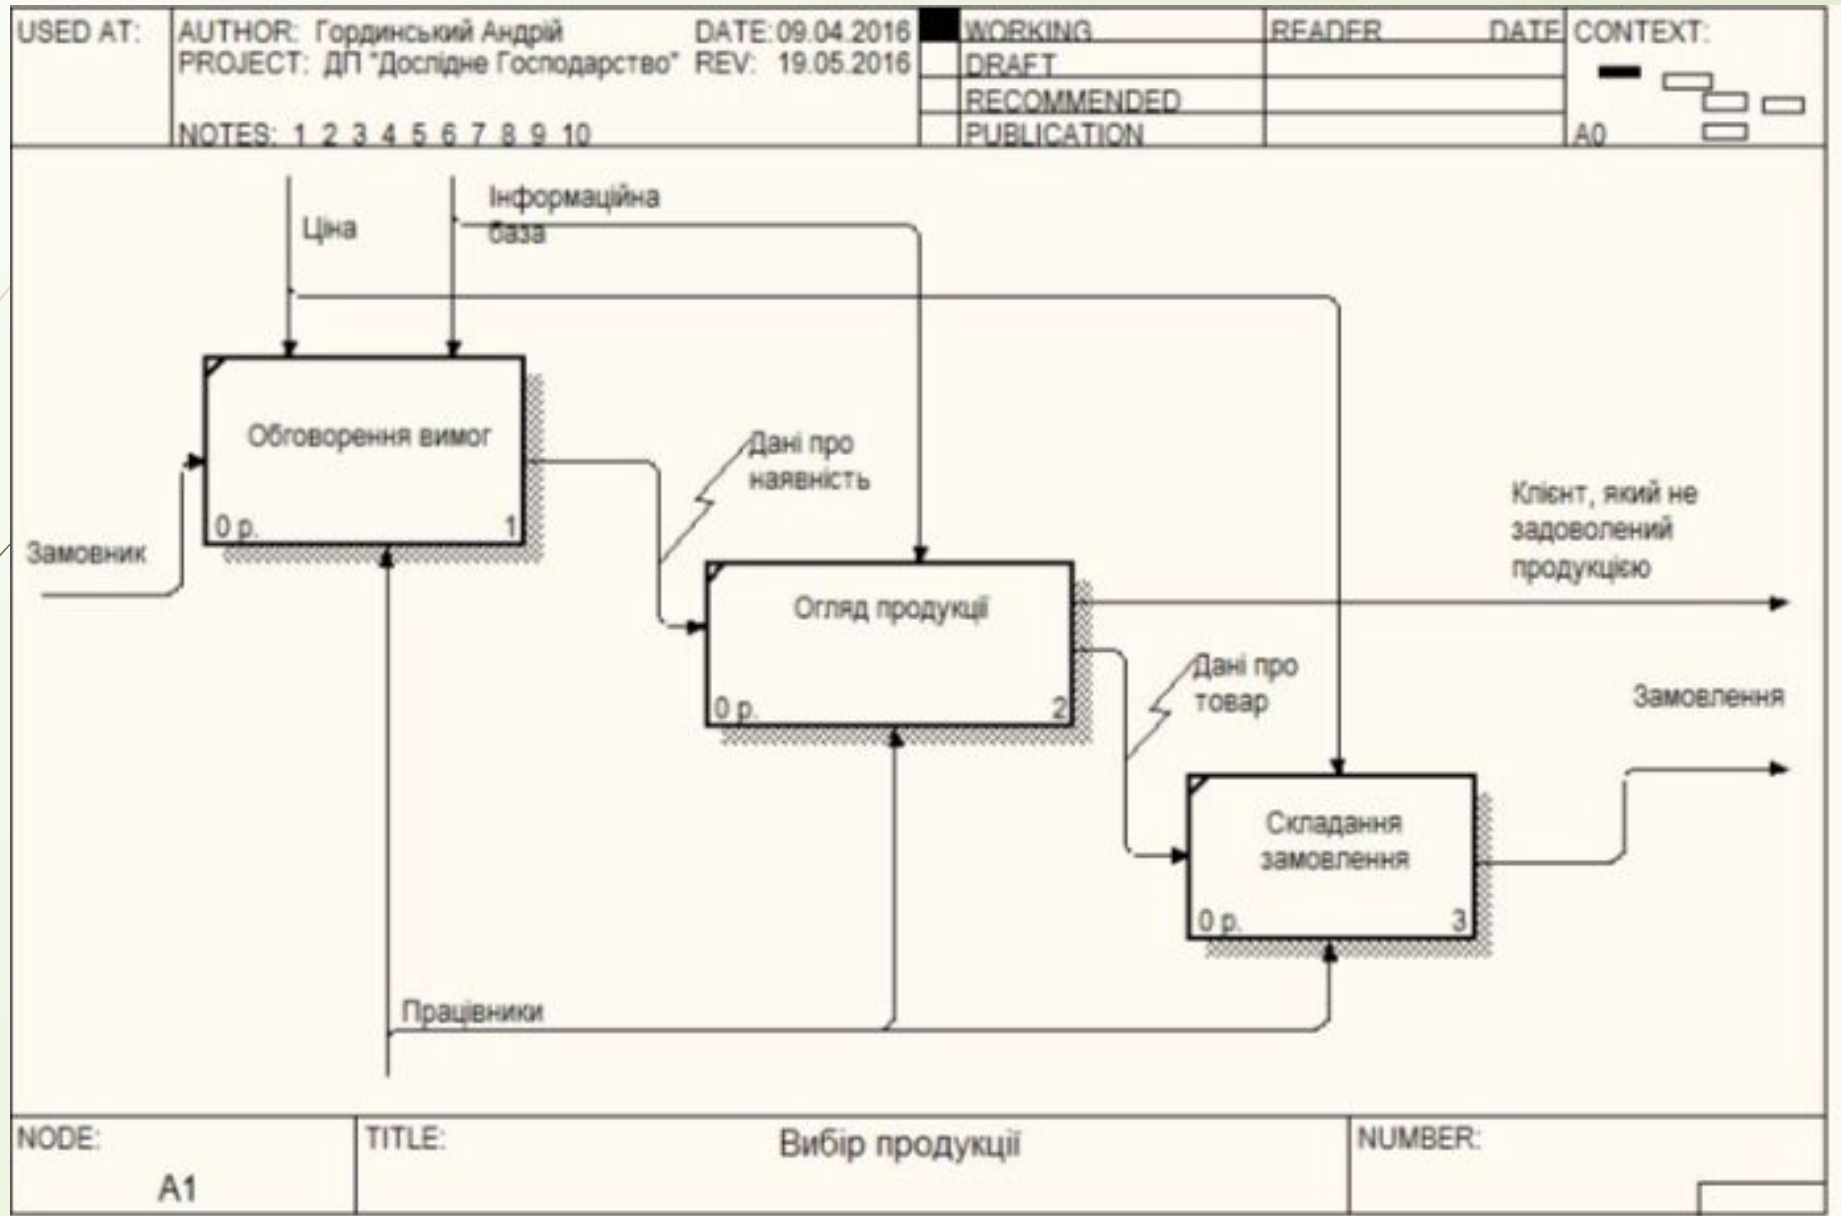 USED AT:
AUTHOR: Гординський Андрій
DATE: 09.04.2016
PROJECT: ДП "Дослідне Господарство"
REV: 19.05.2016
NOTES: 1 2 3 4 5 6 7 8 9 10
WORKING
DRAFT
RECOMMENDED
PUBLICATION
READER
DATE
CONTEXT:
A0
Ціна
Інформаційна
база
Обговорення вимог
0 р.
1
Замовник
Дані про
наявність
Огляд продукції
0 р.
2
Клієнт, який не
задоволений
продукцією
Дані про
товар
Замовлення
Складання
замовлення
0 р.
3
Працівники
NODE:
A1
TITLE:
Вибір продукції
NUMBER: